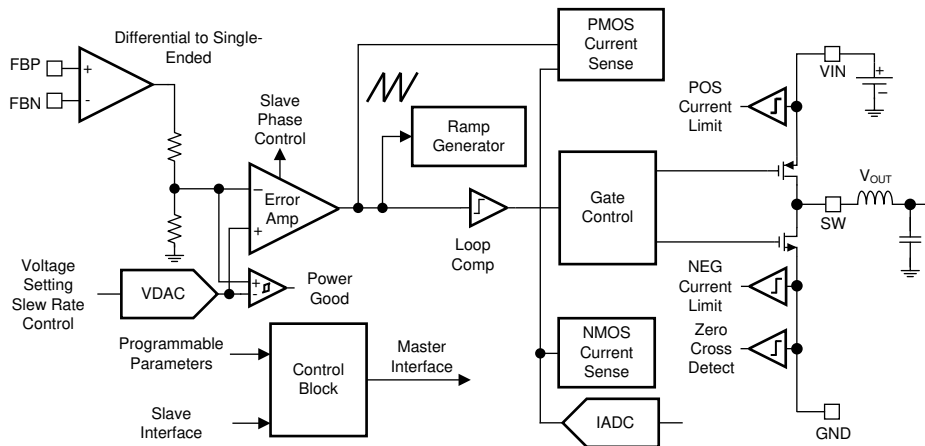 Differential to Single-
Ended
FBP
FBN
+
-
Slave
Phase
Control
Ramp
Generator
PMOS
Current
Sense
VIN
+
−
POS
Current
Limit
−
Error
Amp
+
Loop
Comp
Gate
Control
VOUT
SW
Voltage
Setting
Slew Rate
Control
VDAC
+
-
Power
Good
NEG
Current
Limit
Programmable
Parameters
Slave
Interface
Control
Block
Master
Interface
NMOS
Current
Sense
Zero
Cross
Detect
IADC
GND